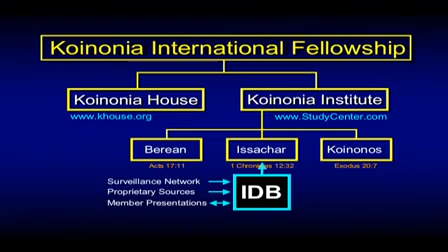 Koinonia International Fellowship
Koinonia House
Koinonia Institute
www.khouse.org
www.StudyCenter.com
Berean
Issachar
Koinonos
Acts 17:11
1 Chronicles 12:32
Exodus 20:7
Surveillance Network
Proprietary Sources
Member Presentations
IDB